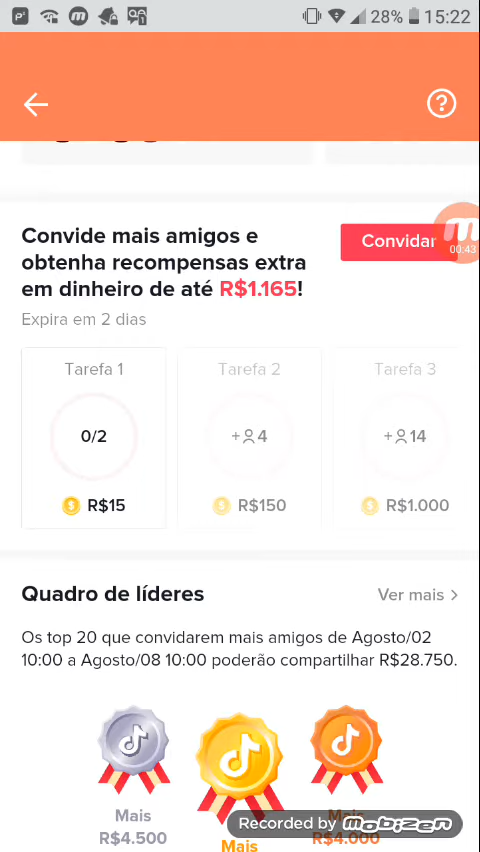 28% 15:22
Convide mais amigos e
obtenha recompensas extra
em dinheiro de até R$1.165!
Convidar
00:43
Expira em 2 dias
Tarefa 1 Tarefa 2 Tarefa 3
0/2 +4 +14
R$15 R$150 R$1.000
Quadro de líderes Ver mais >
Os top 20 que convidarem mais amigos de Agosto/02
10:00 a Agosto/08 10:00 poderão compartilhar R$28.750.
Mais Mais Mais
R$4.500 R$4.000
Recorded by mobizen